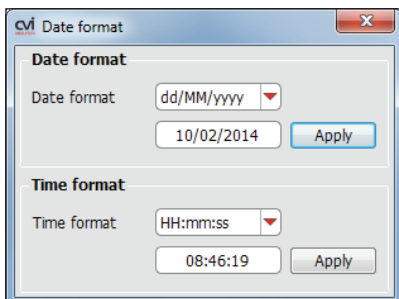 cvi Date format
Date format
Date format dd/MM/yyyy
10/02/2014 Apply
Time format
Time format HH:mm:ss
08:46:19 Apply